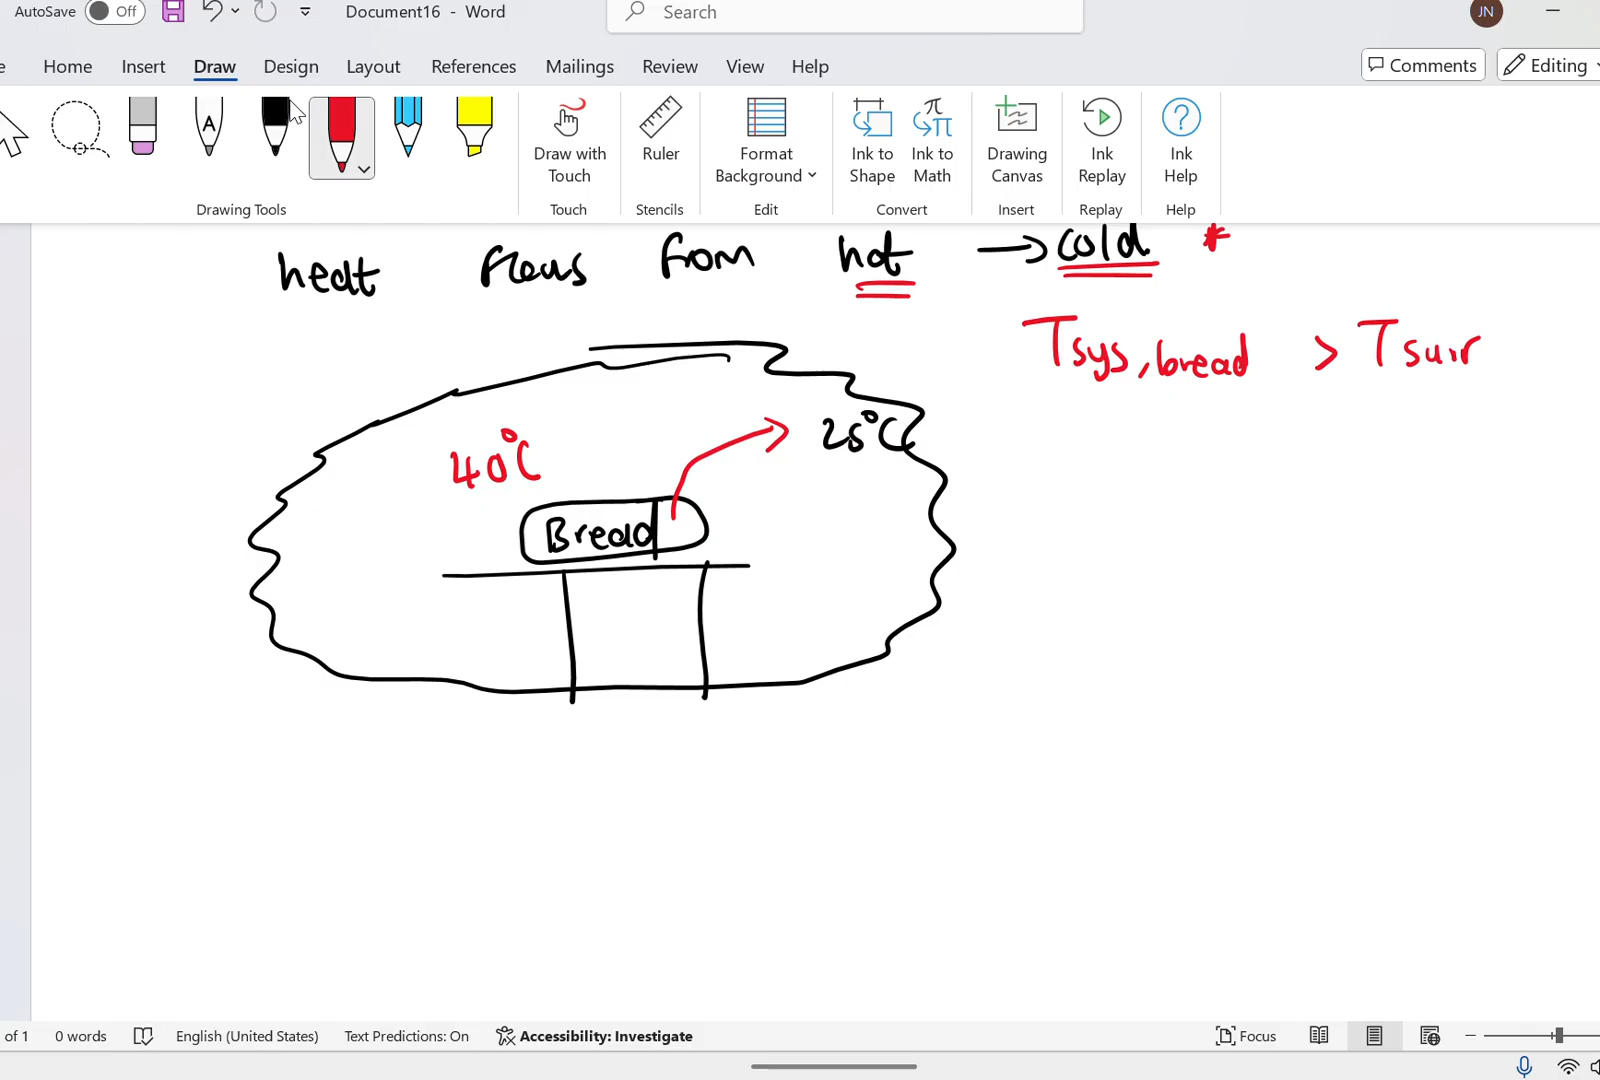 AutoSave Off Document16 - Word Search JN
Home Insert Draw Design Layout References Mailings Review View Help Comments Editing
A
Draw with Touch Ruler Format Background Ink to Shape Ink to Math Drawing Canvas Ink Replay Ink Help
Drawing Tools Touch Stencils Edit Convert Insert Replay Help
heat flows from hot → cold *
Tsys, bread > Tsurr
40°C
25°C
Bread
of 1 0 words English (United States) Text Predictions: On Accessibility: Investigate Focus